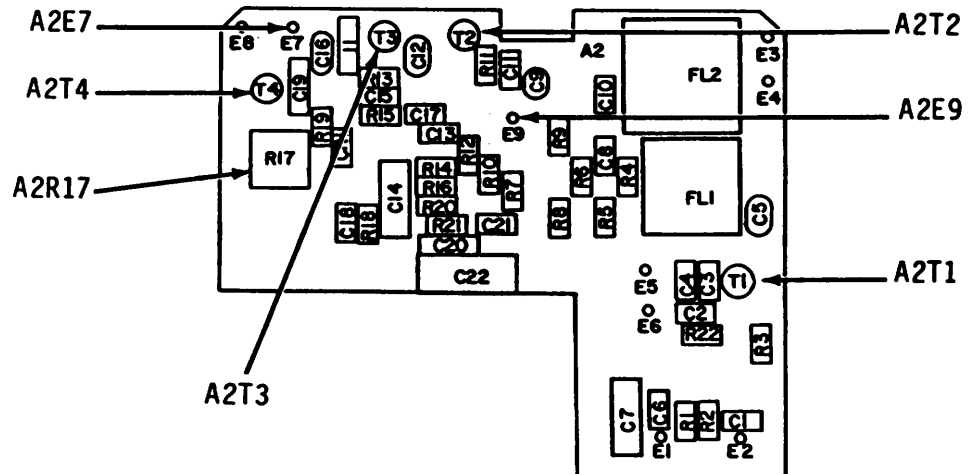 A2E7
A2T2
E8
E7
C16
T3
C12
T2
R11
C11
C9
A2
FL2
E3
E4
A2T4
T4
C19
C15
R15
C17
C13
C10
E9
A2E9
R19
R9
C8
R12
R10
R7
R6
R4
FL1
C5
R17
A2R17
C14
R14
R16
R20
R21
C21
C20
C22
C18
R18
R8
R5
E5
E6
C4
C3
T1
A2T1
C2
R22
R3
A2T3
C7
C6
R1
R2
E1
E2